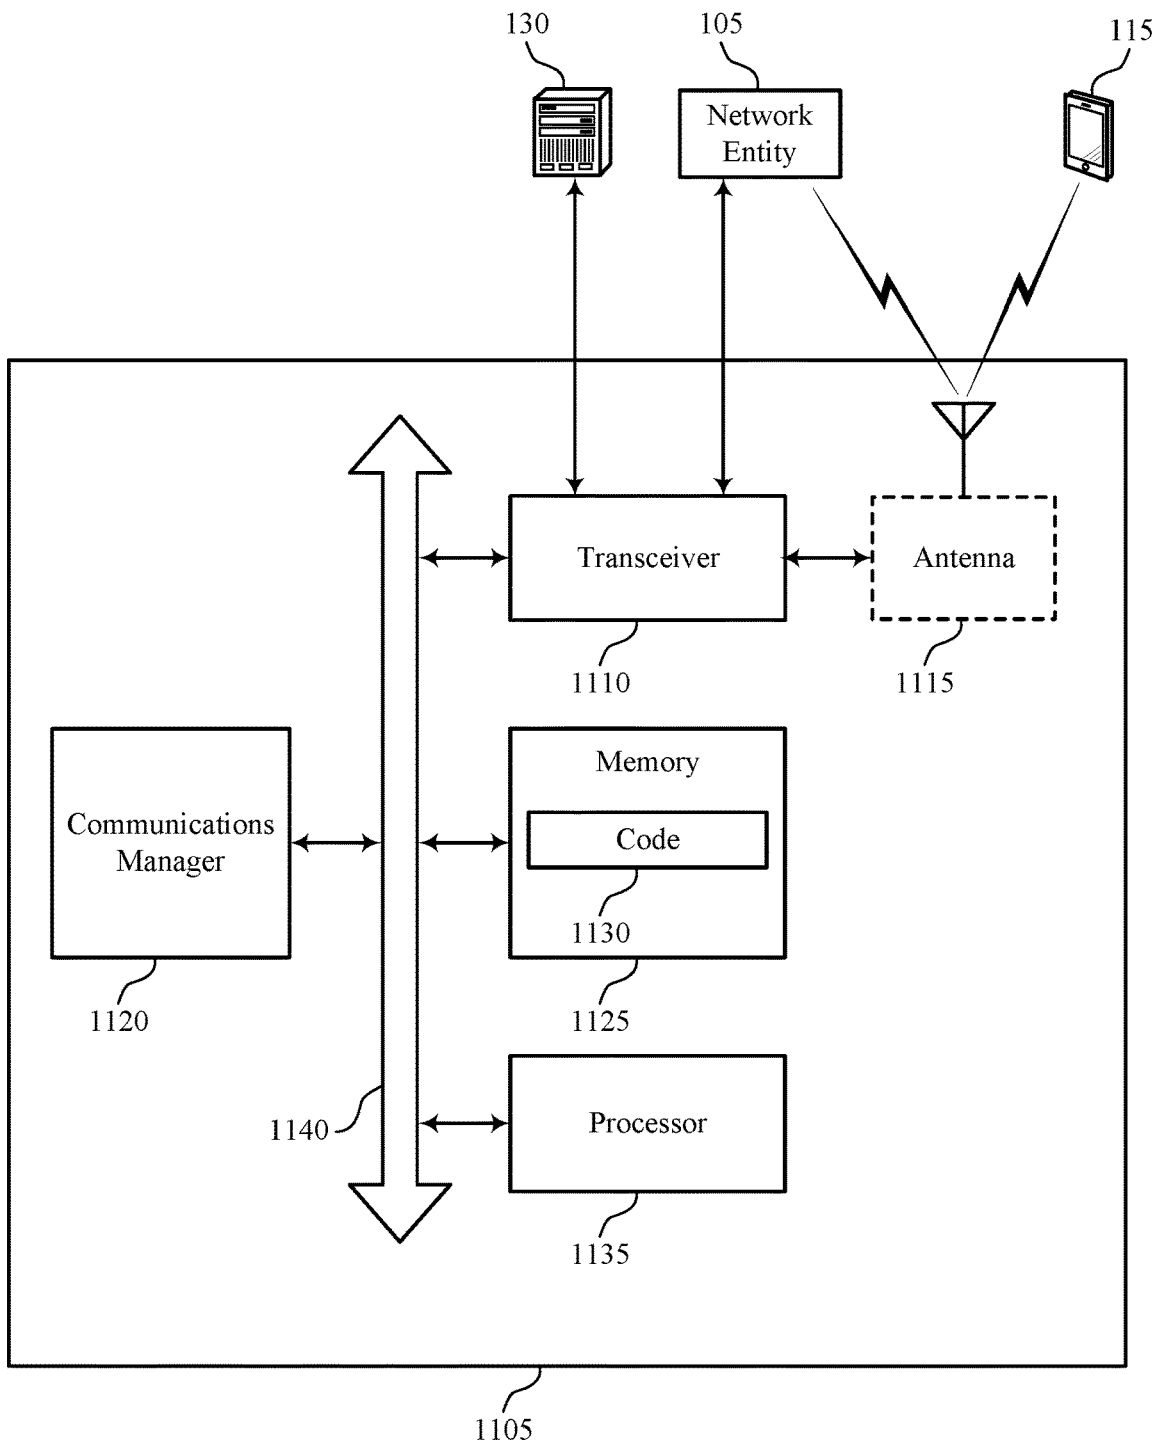 130
105
115
Network
Entity
Transceiver
Antenna
1110
1115
Memory
Communications
Manager
Code
1130
1120
1125
1140
Processor
1135
1105